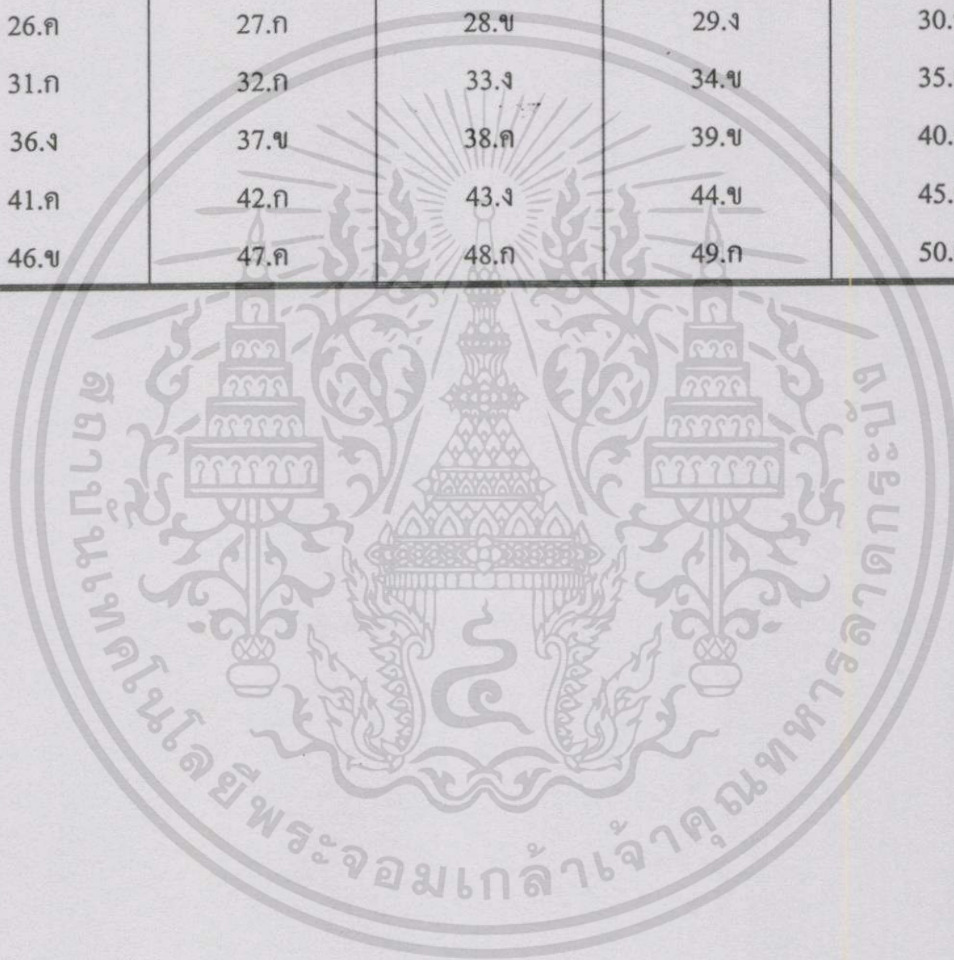 26.ค 27.ก 28.ข 29.ง 30.
31.ก 32.ก 33.ง 34.ข 35.
36.ง 37.ข 38.ค 39.ข 40.
41.ค 42.ก 43.ง 44.ข 45.
46.ข 47.ค 48.ก 49.ก 50.
สถาบันเทคโนโลยีพระจอมเกล้าเจ้าคุณทหารลาดกระบัง